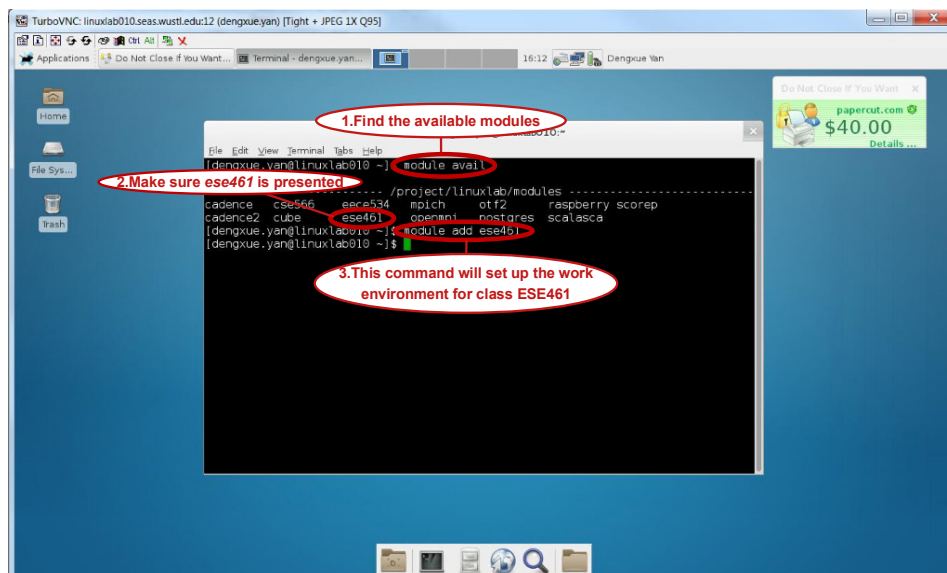 TurboVNC: linuxlab010.seas.wustl.edu:12 (dengxue.yan) [Tight + JPEG 1X Q95]
Ctrl Alt
Applications Do Not Close If You Want... Terminal - dengxue.yan... 16:12 Dengxue Yan
Do Not Close If You Want X
papercut.com
$40.00
Details ...
Home
File Sys...
Trash
1.Find the available modules
File Edit View Terminal Tabs Help
[dengxue.yan@linuxlab010 ~] module avail
2.Make sure ese461 is presented
/project/linuxlab/modules
cadence cse566 eece534 mpich otf2 raspberry scorep
cadence2 cube ese461 openmpi postgres scalasca
[dengxue.yan@linuxlab010 ~]$ module add ese461
[dengxue.yan@linuxlab010 ~]$
3.This command will set up the work
environment for class ESE461